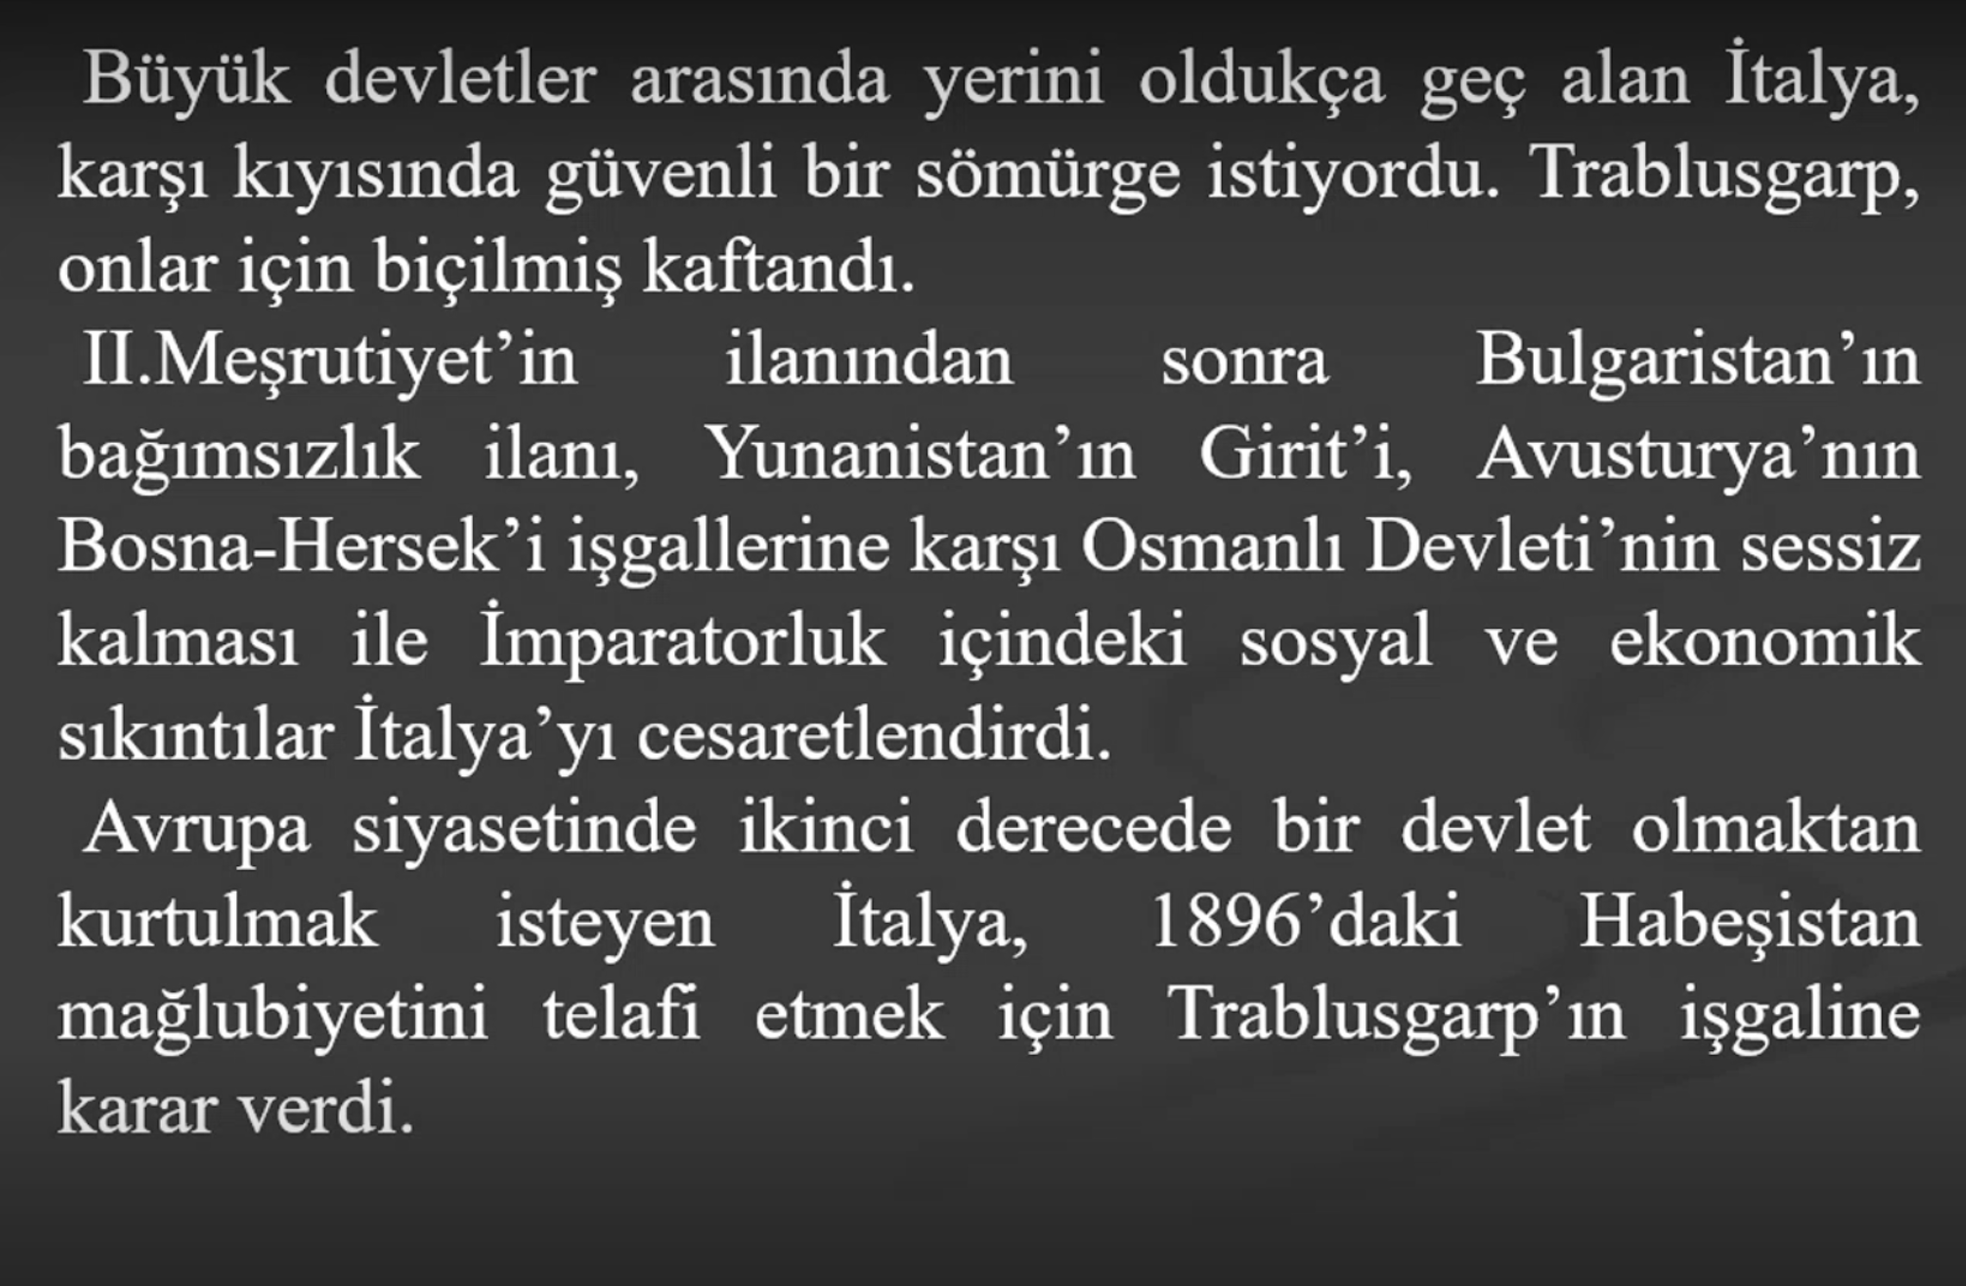 Büyük devletler arasında yerini oldukça geç alan İtalya,
karşı kıyısında güvenli bir sömürge istiyordu. Trablusgarp,
onlar için biçilmiş kaftandı.
II.Meşrutiyet’in ilanından sonra Bulgaristan’ın
bağımsızlık ilanı, Yunanistan’ın Girit’i, Avusturya’nın
Bosna-Hersek’i işgallerine karşı Osmanlı Devleti’nin sessiz
kalması ile İmparatorluk içindeki sosyal ve ekonomik
sıkıntılar İtalya’yı cesaretlendirdi.
Avrupa siyasetinde ikinci derecede bir devlet olmaktan
kurtulmak isteyen İtalya, 1896’daki Habeşistan
mağlubiyetini telafi etmek için Trablusgarp’ın işgaline
karar verdi.